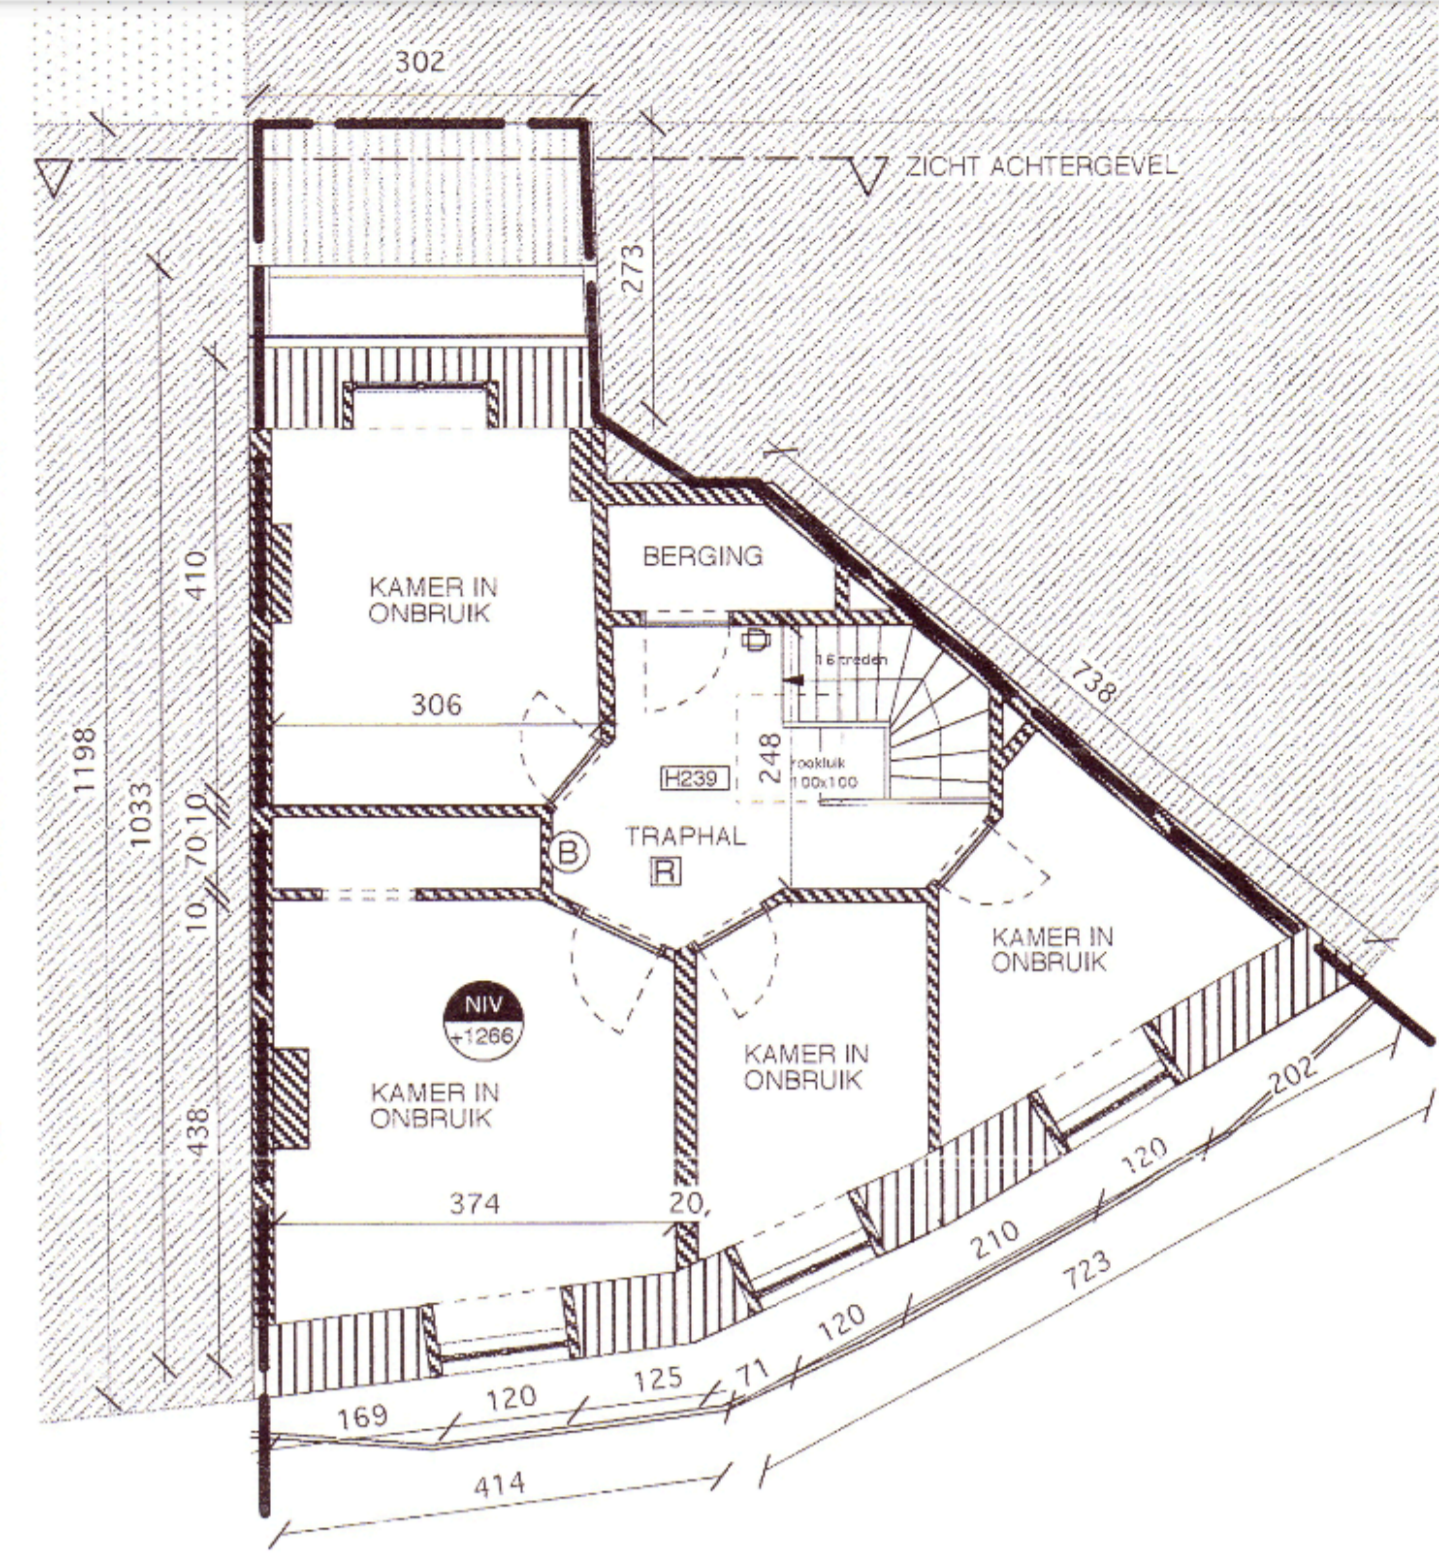 302
ZICHT ACHTERGEVEL
273
BERGING
410
KAMER IN
ONBRUIK
16 treden
738
306
1198
248
rookluik
100x100
H239
1033
10
TRAPHAL
70
B
R
10
KAMER IN
ONBRUIK
NIV
+1266
KAMER IN
ONBRUIK
KAMER IN
ONBRUIK
438
202
120
374
20
210
723
120
71
125
120
169
414